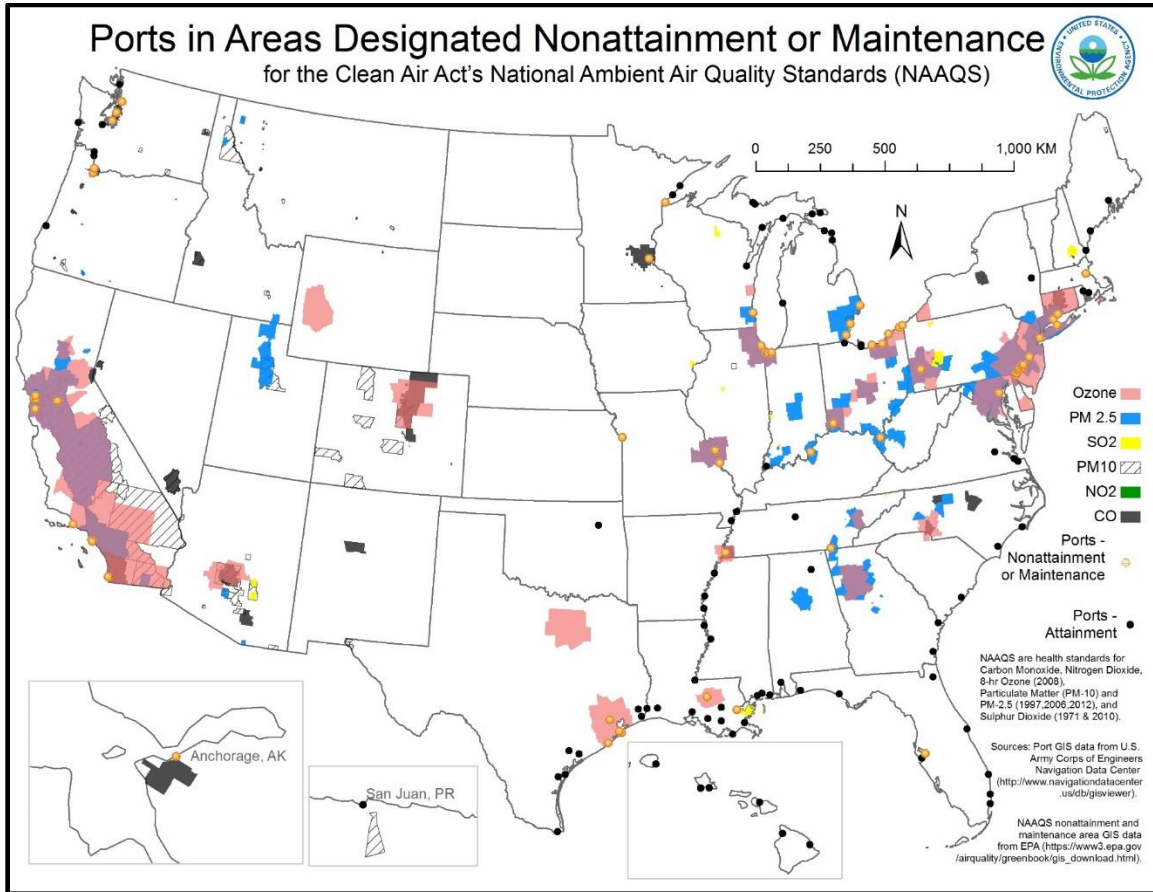 Ports in Areas Designated Nonattainment or Maintenance
for the Clean Air Act's National Ambient Air Quality Standards (NAAQS)
UNITED STATES
ENVIRONMENTAL PROTECTION AGENCY
0 250 500 1,000 KM
N
Ozone
PM 2.5
SO2
PM10
NO2
CO
Ports -
Nonattainment
or Maintenance
Ports -
Attainment
NAAQS are health standards for
Carbon Monoxide, Nitrogen Dioxide,
8-hr Ozone (2008),
Particulate Matter (PM-10) and
PM-2.5 (1997,2006.2012), and
Sulphur Dioxide (1971 & 2010).
Sources: Port GIS data from U.S.
Army Corps of Engineers
Navigation Data Center
(http://www.navigationdatacenter
.us/db/gisviewer).
NAAQS nonattainment and
maintenance area GIS data
from EPA (https://www3.epa.gov
/airquality/greenbook/gis_download.html).
Anchorage, AK
San Juan, PR